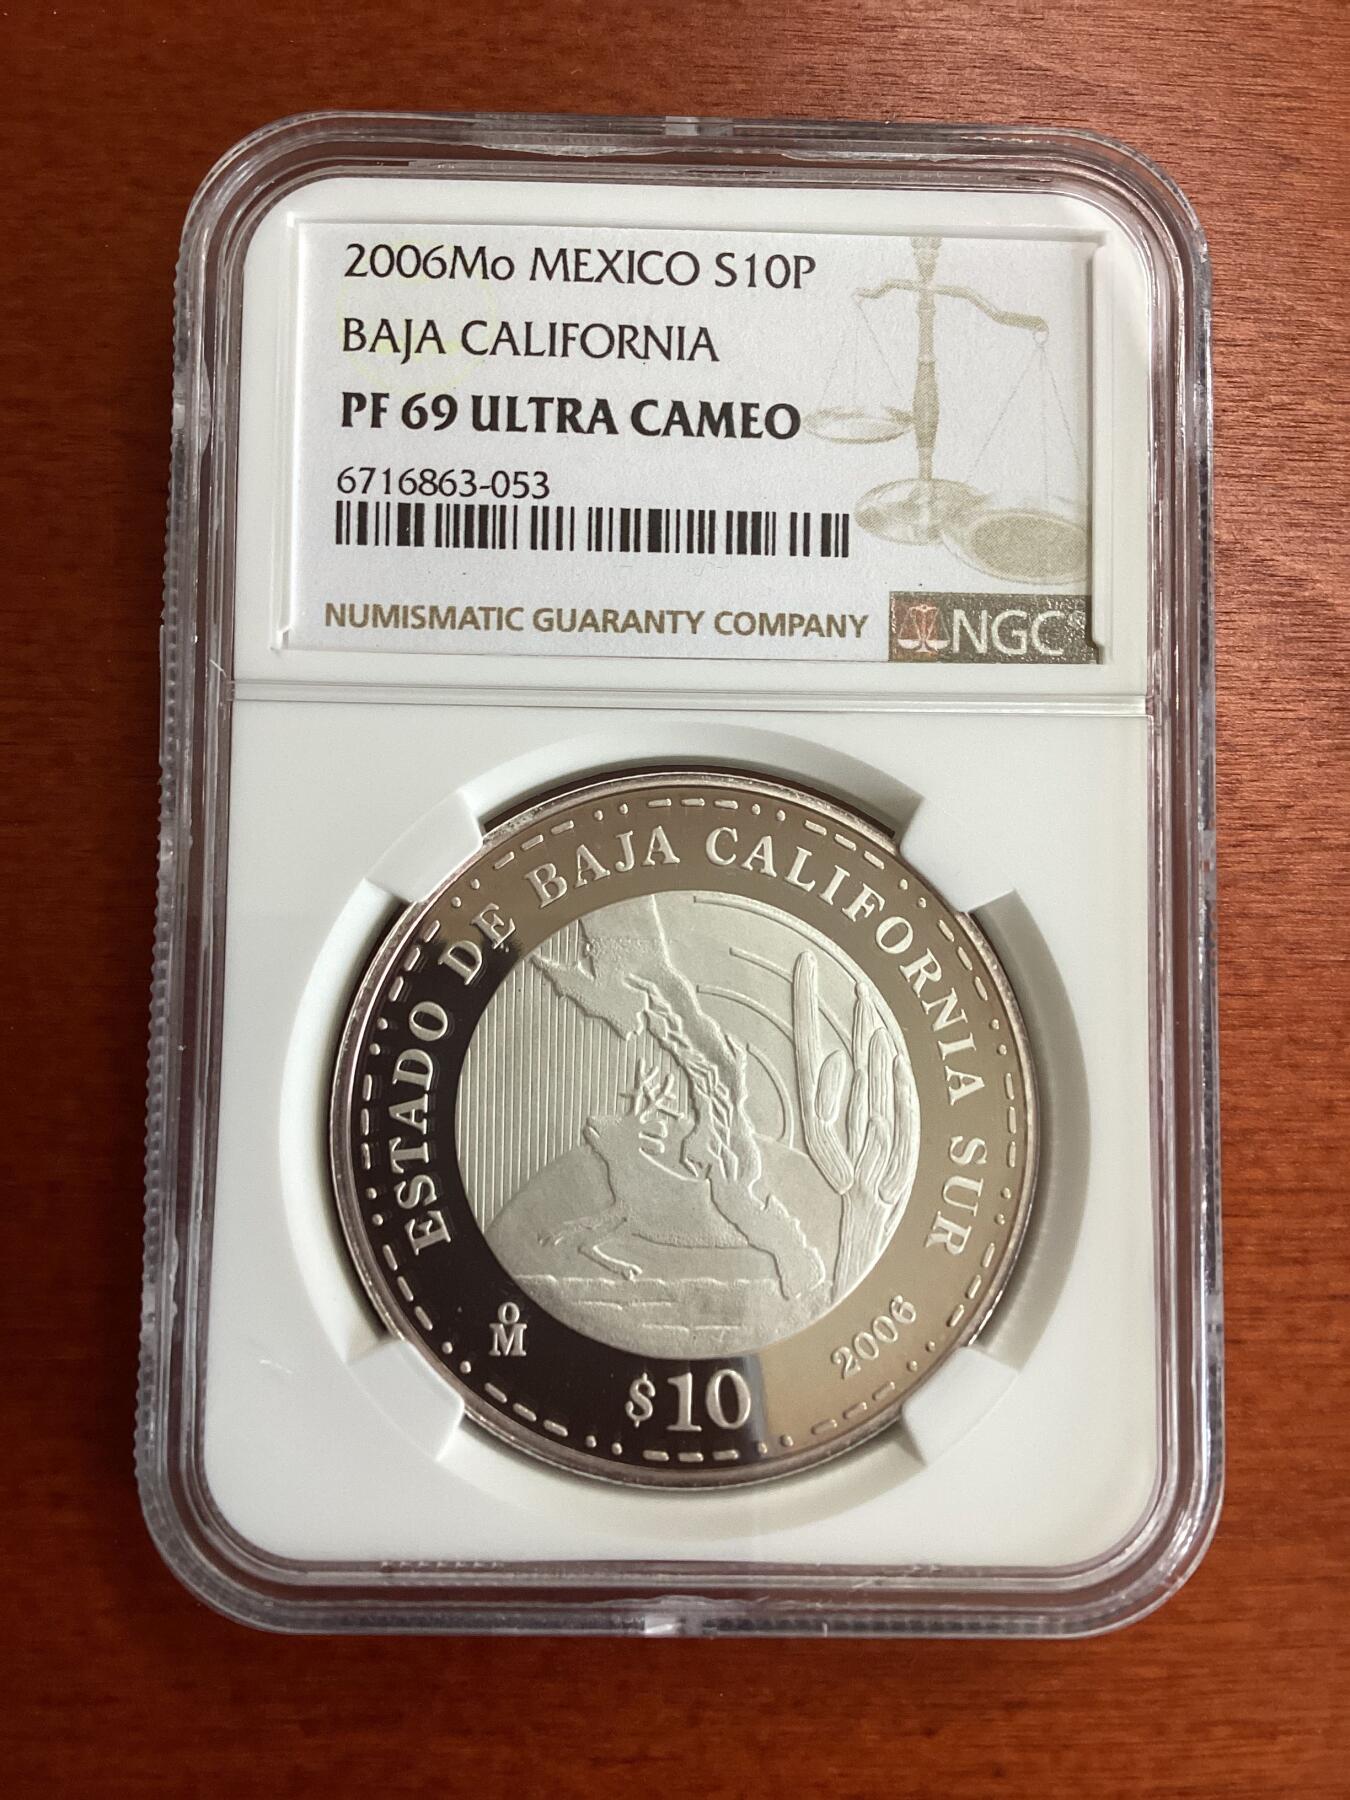 2006Mo MEXICO S10P
BAJA CALIFORNIA
PF 69 ULTRA CAMEO
6716863-053
NUMISMATIC GUARANTY COMPANY
NGC
ESTADO DE BAJA CALIFORNIA SUR
oM
$10
2006